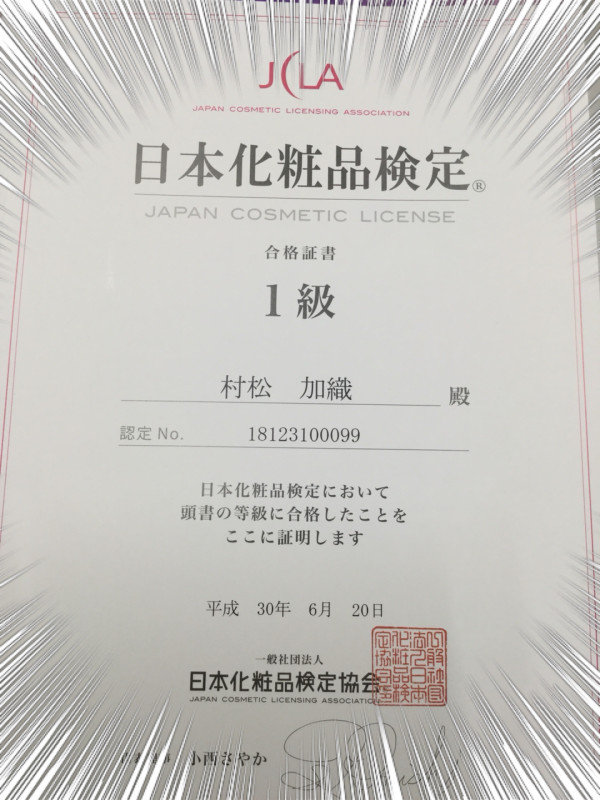 JCLA
JAPAN COSMETIC LICENSING ASSOCIATION
日本化粧品検定®
JAPAN COSMETIC LICENSE
合格証書
1級
村松 加織 殿
認定No. 18123100099
日本化粧品検定において
頭書の等級に合格したことを
ここに証明します
平成 30年 6月 20日
一般社団法人
日本化粧品検定協会
JAPAN COSMETIC LICENSING ASSOCIATION
小西さやか